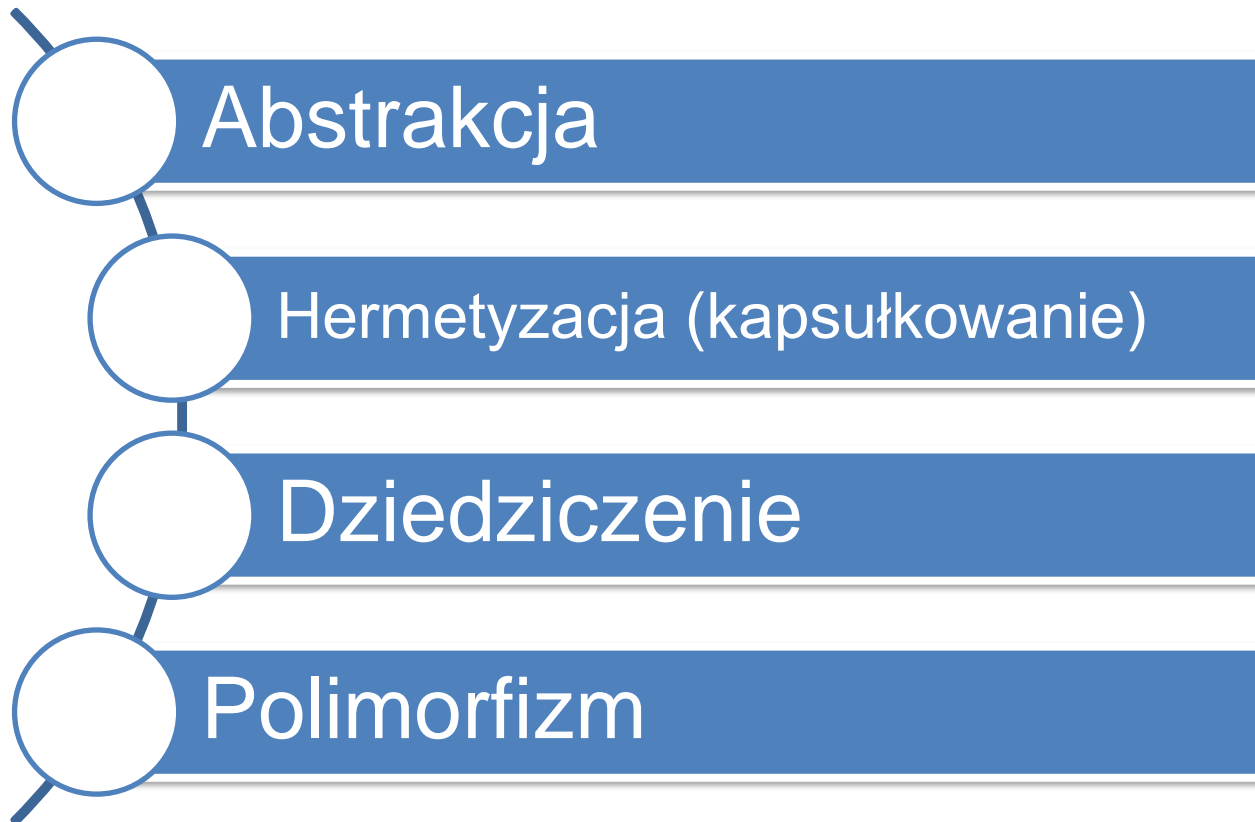 Abstrakcja
Hermetyzacja (kapsułkowanie)
Dziedziczenie
Polimorfizm